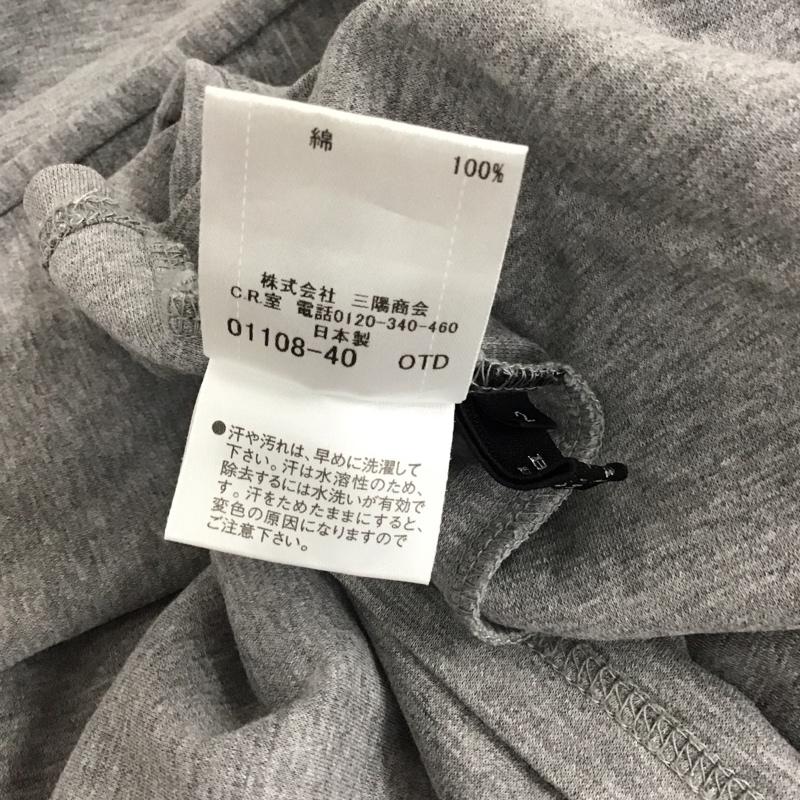 綿
100%
株式会社 三陽商会
C.R.室 電話0120-340-460
日本製
01108-40 OTD
●汗や汚れは、早めに洗濯して
下さい。汗は水溶性のため、
除去するには水洗いが有効で
す。汗をためたままにすると、
変色の原因になりますので
ご注意下さい。
2